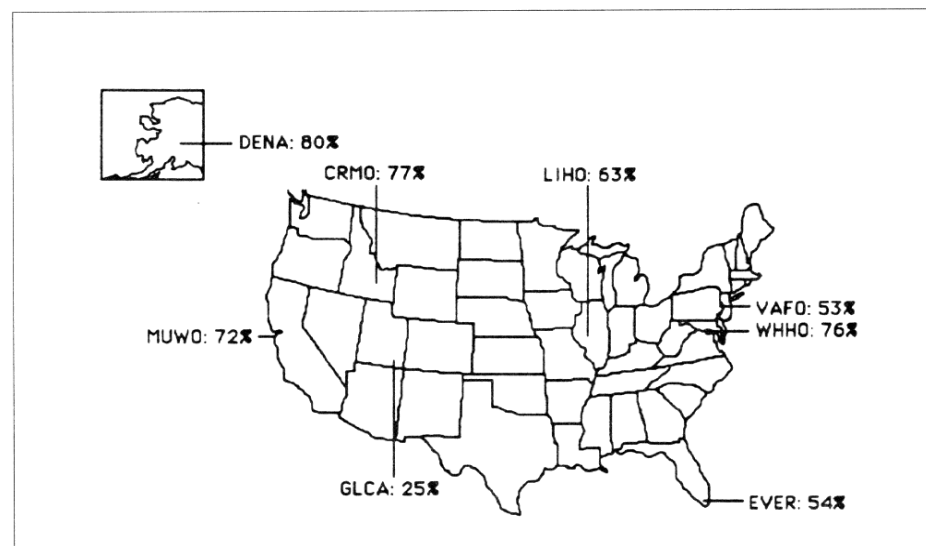 DENA: 80%
CRMO: 77%
LIHO: 63%
VAFO: 53%
MUWO: 72%
WHHO: 76%
GLCA: 25%
EVER: 54%